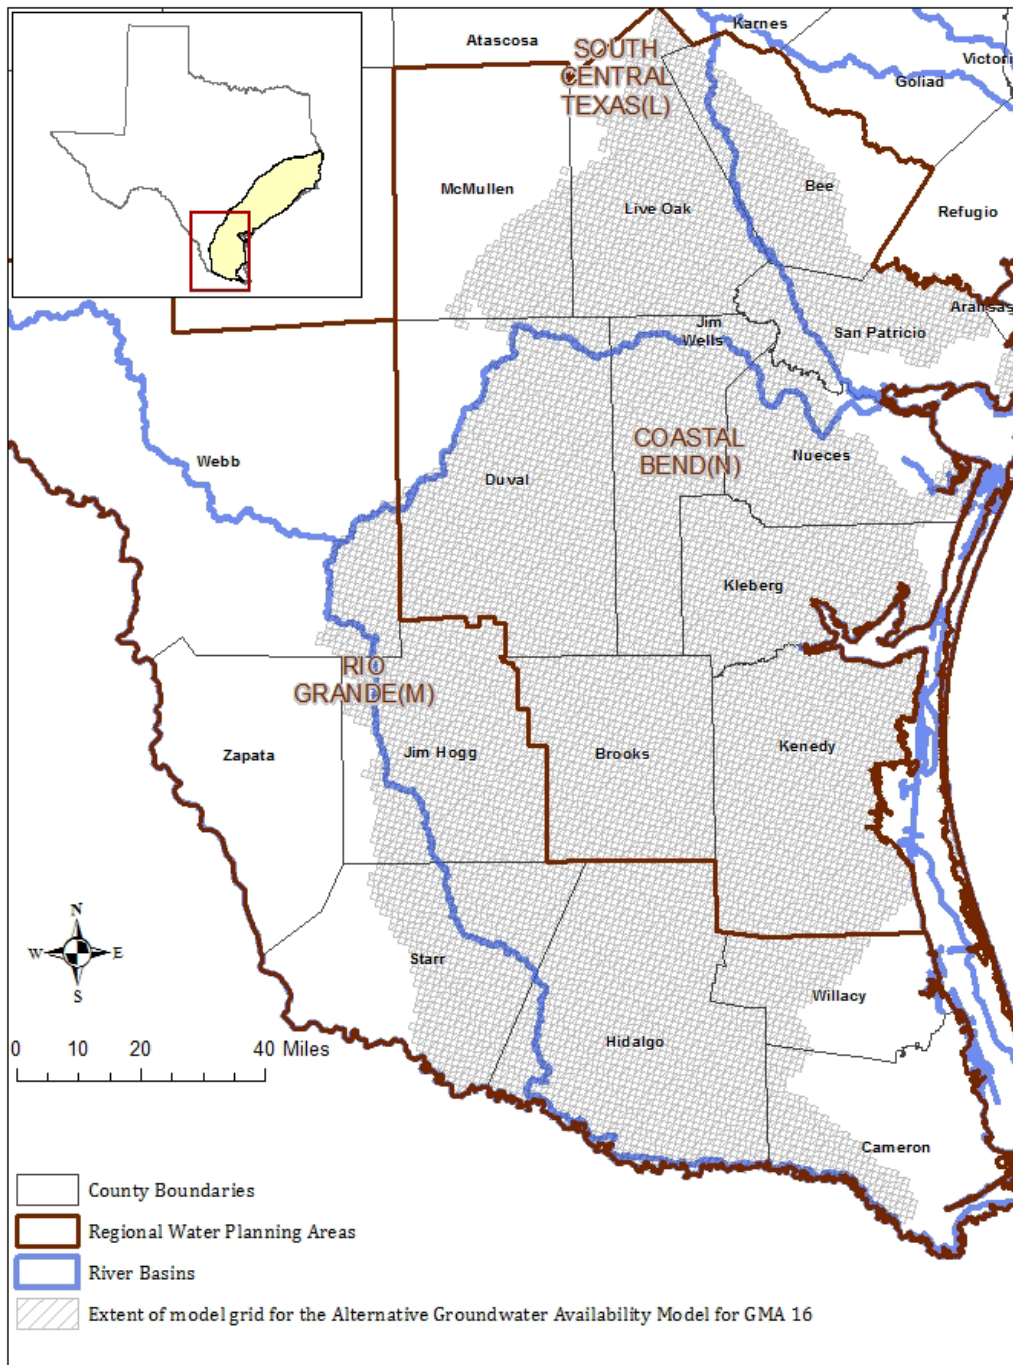 Karnes
Atascosa
SOUTH
CENTRAL
TEXAS(L)
Victori
Goliad
McMullen
Live Oak
Bee
Refugio
Aransas
Jim
Wells
San Patricio
COASTAL
BEND(N)
Webb
Duval
Nueces
Kleberg
RIO
GRANDE(M)
Zapata
Jim Hogg
Brooks
Kenedy
N
W
E
S
Starr
Willacy
Hidalgo
0 10 20 40 Miles
Cameron
County Boundaries
Regional Water Planning Areas
River Basins
Extent of model grid for the Alternative Groundwater Availability Model for GMA 16